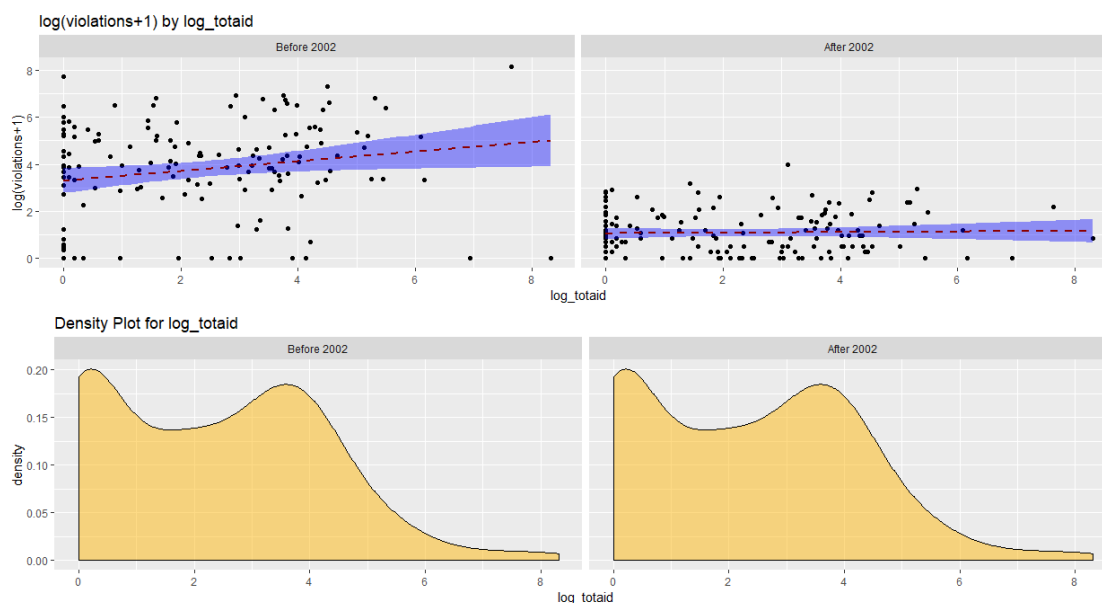 log(violations+1) by log_totaid
Before 2002
After 2002
log(violations+1)
8
6
4
2
0
0 2 4 6 8 0 2 4 6 8
log_totaid
Density Plot for log_totaid
Before 2002
After 2002
density
0.20
0.15
0.10
0.05
0.00
0 2 4 6 8 0 2 4 6 8
log_totaid